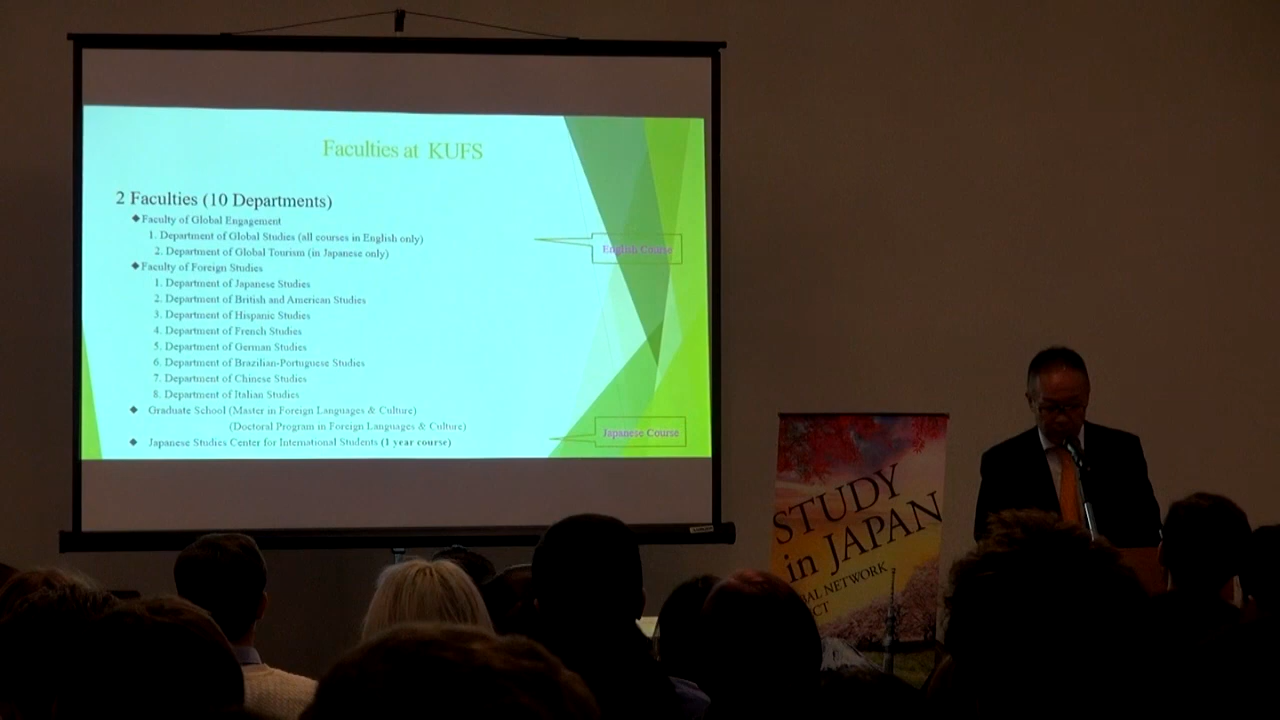 Faculties at KUFS
2 Faculties (10 Departments)
◆Faculty of Global Engagement
1. Department of Global Studies (all courses in English only)
2. Department of Global Tourism (in Japanese only)
English Course
◆Faculty of Foreign Studies
1. Department of Japanese Studies
2. Department of British and American Studies
3. Department of Hispanic Studies
4. Department of French Studies
5. Department of German Studies
6. Department of Brazilian-Portuguese Studies
7. Department of Chinese Studies
8. Department of Italian Studies
◆ Graduate School (Master in Foreign Languages & Culture)
(Doctoral Program in Foreign Languages & Culture)
◆ Japanese Studies Center for International Students (1 year course)
Japanese Course
STUDY
in JAPAN
BAL NETWORK
CT